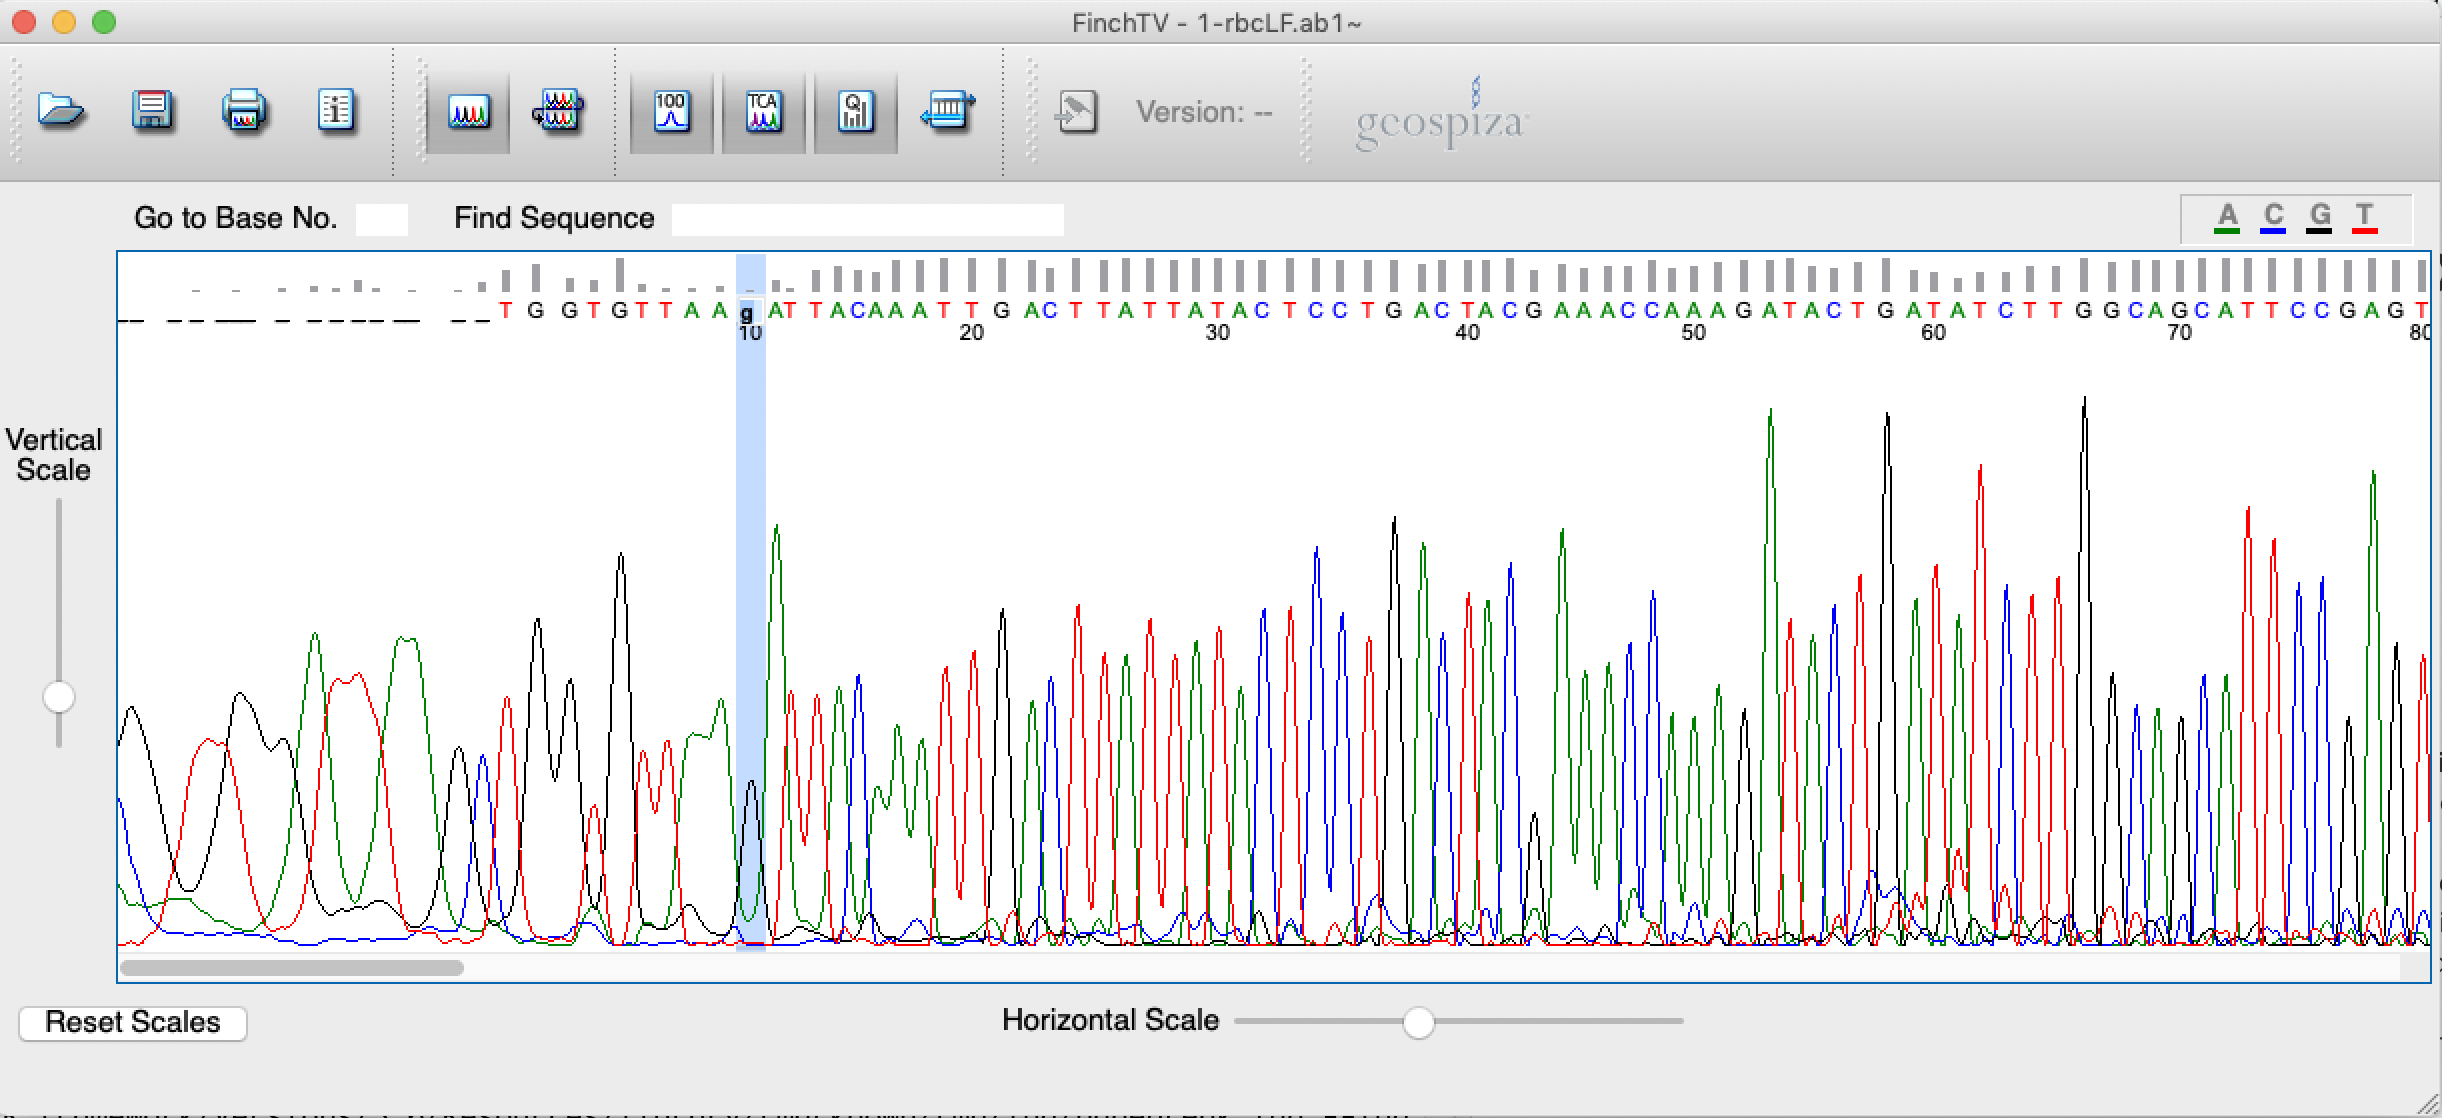 FinchTV - 1-rbcLF.ab1~
100 TCA Q Version: -- geospiza
Go to Base No. Find Sequence A C G T
T G G T G T T A A g A T T A C A A A T T G A C T T A T T A T A C T C C T G A C T A C G A A A C C A A A G A T A C T G A T A T C T T G G C A G C A T T C C G A G T
10 20 30 40 50 60 70 80
Vertical
Scale
Reset Scales Horizontal Scale